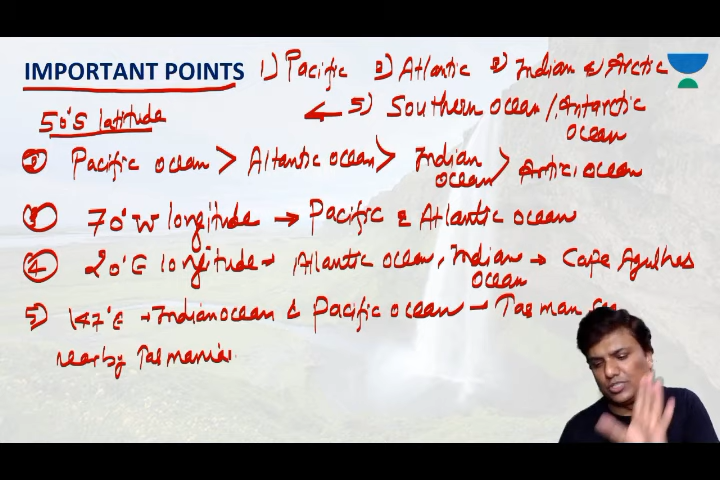 IMPORTANT POINTS 1) Pacific 2) Atlantic 3) Indian 4) Arctic
5) Southern ocean / Antarctic ocean
50°S latitude
2 Pacific ocean > Atlantic ocean > Indian ocean > Arctic ocean
3 70°W longitude → Pacific & Atlantic ocean
4 20°E longitude → Atlantic ocean, Indian ocean → Cape Agulhas
5) 147°E → Indian ocean & Pacific ocean - Tasman sea
nearby Tasmania.